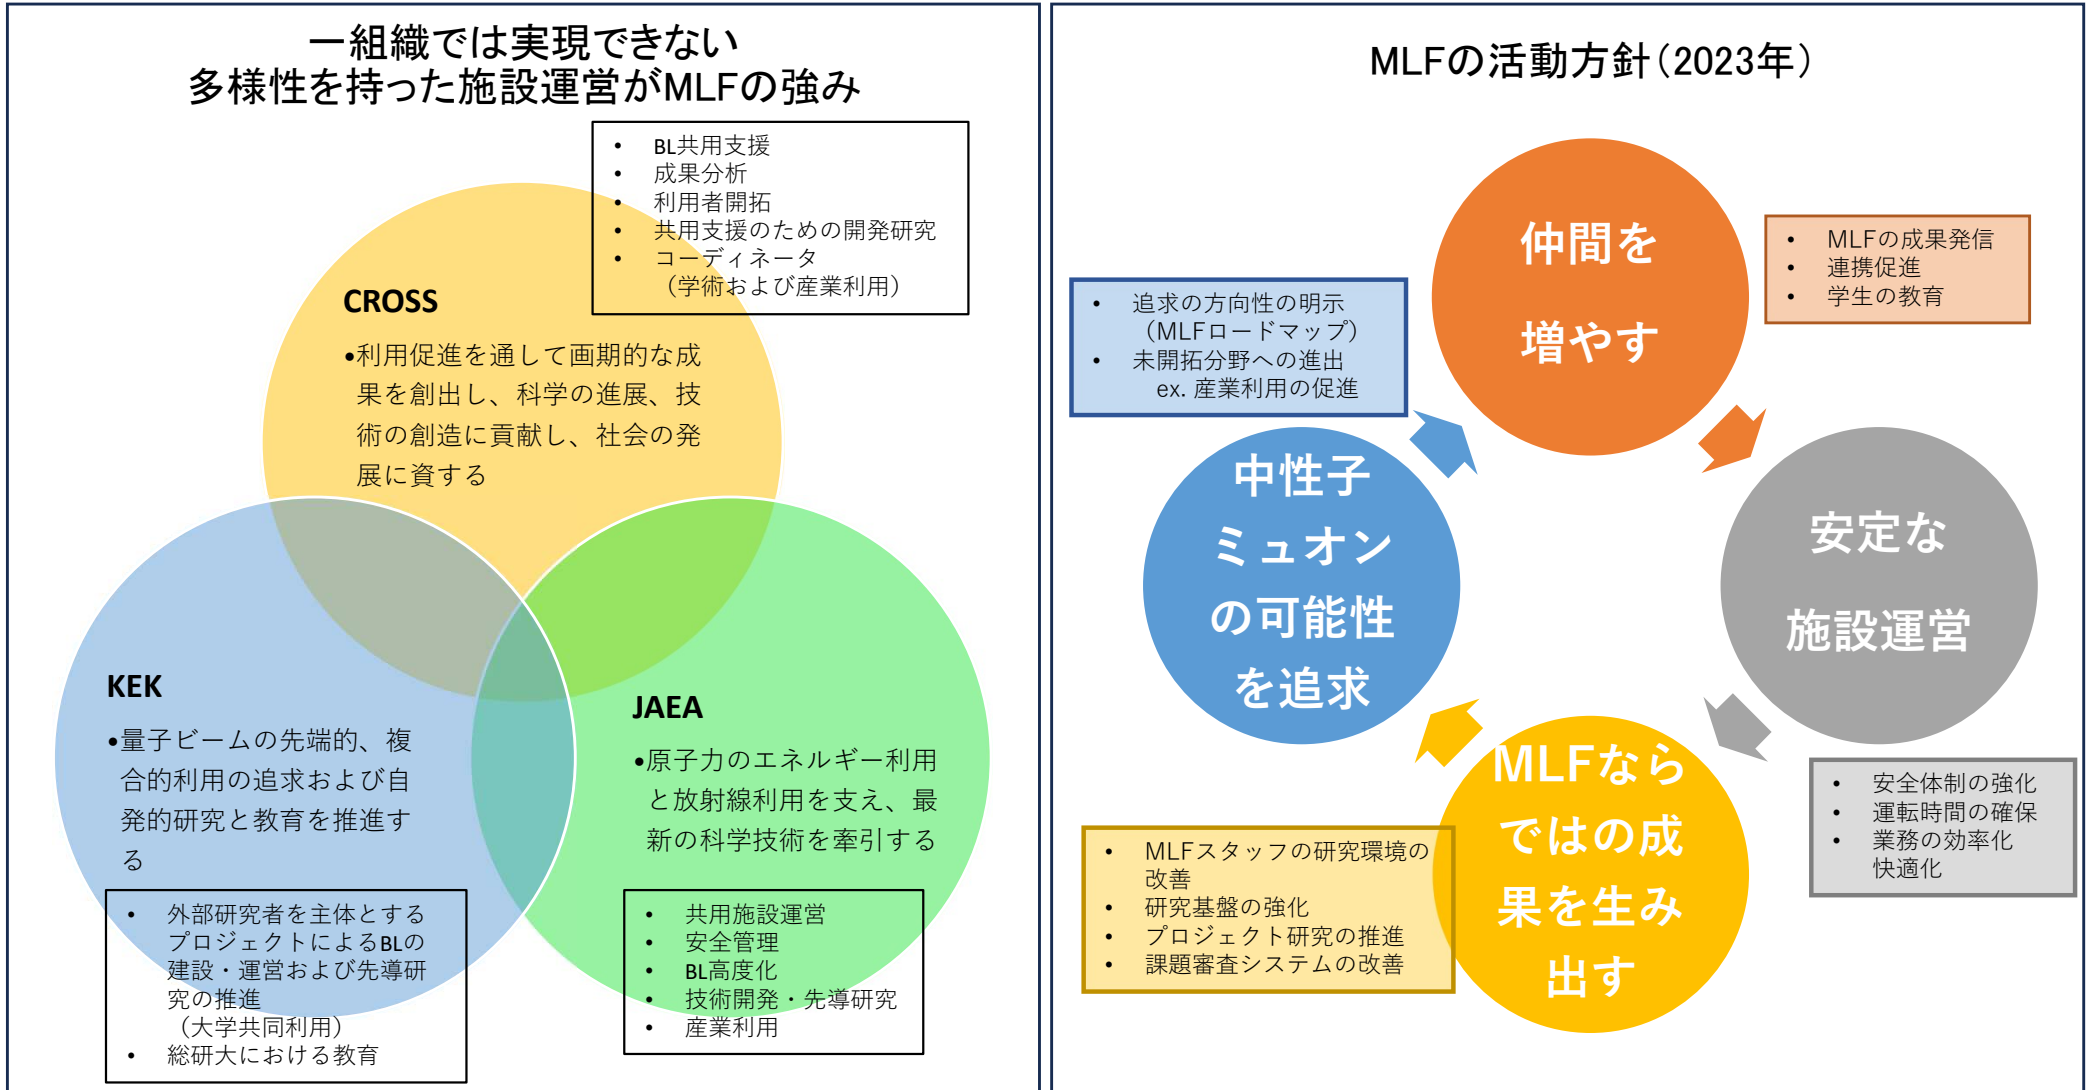 一組織では実現できない
多様性を持った施設運営がMLFの強み
• BL共用支援
• 成果分析
• 利用者開拓
• 共用支援のための開発研究
• コーディネータ
（学術および産業利用）
CROSS
•利用促進を通して画期的な成
果を創出し、科学の進展、技
術の創造に貢献し、社会の発
展に資する
KEK
•量子ビームの先端的、複
合的利用の追求および自
発的研究と教育を推進す
る
• 外部研究者を主体とする
プロジェクトによるBLの
建設・運営および先導研
究の推進
（大学共同利用）
• 総研大における教育
JAEA
•原子力のエネルギー利用
と放射線利用を支え、最
新の科学技術を牽引する
• 共用施設運営
• 安全管理
• BL高度化
• 技術開発・先導研究
• 産業利用
MLFの活動方針（2023年）
仲間を
増やす
• MLFの成果発信
• 連携促進
• 学生の教育
安定な
施設運営
• 安全体制の強化
• 運転時間の確保
• 業務の効率化
快適化
MLFなら
ではの成
果を生み
出す
• MLFスタッフの研究環境の
改善
• 研究基盤の強化
• プロジェクト研究の推進
• 課題審査システムの改善
中性子
ミュオン
の可能性
を追求
• 追求の方向性の明示
（MLFロードマップ）
• 未開拓分野への進出
ex. 産業利用の促進